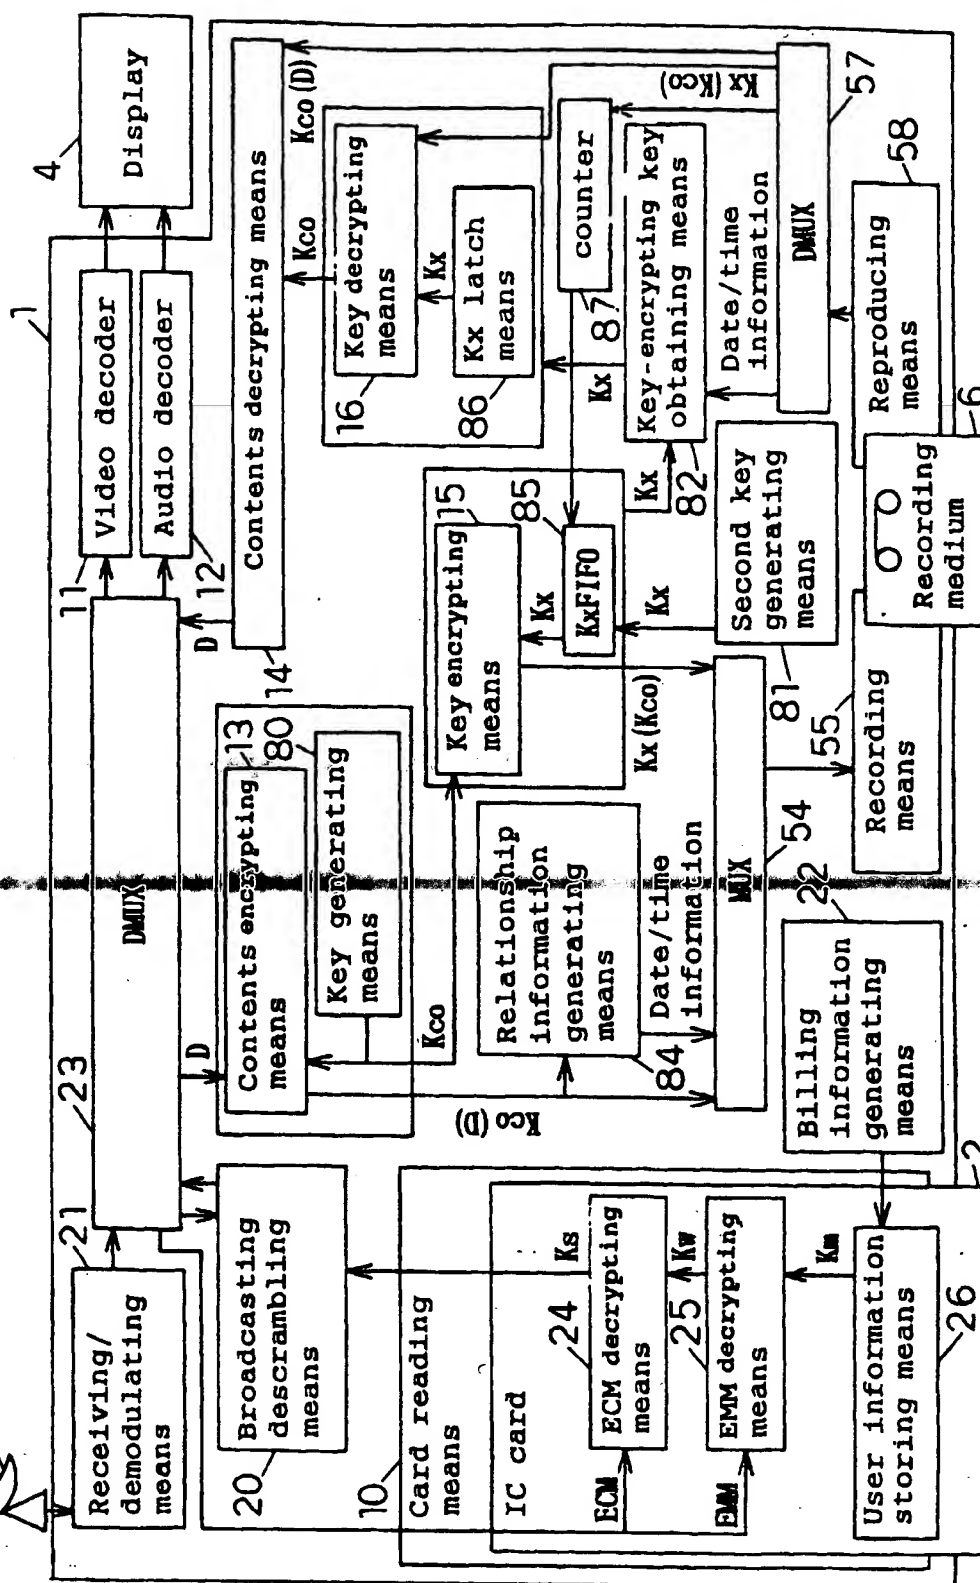 1
4
Display
11
Video decoder
Audio decoder
12
23
DMUX
21
Receiving/
demodulating
means
D
D
14
Contents decrypting means
Kco
Kco(D)
Key decrypting
means
16
Kx
Kx latch
means
86
Kx
counter
87
Kx(Kco)
Key-encrypting key
obtaining means
82
Kx
Date/time
information
DMUX
57
Reproducing
means
58
Recording
medium
6
13
Contents encrypting
means
80
Key generating
means
Kco
Kco(D)
15
Key encrypting
means
Kx
KxFIFO
85
Kx
Second key
generating
means
81
Kx(Kco)
Relationship
information
generating
means
84
Date/time
information
MUX
54
55
Recording
means
20
Broadcasting
descrambling
means
10
Card reading
means
IC card
Ks
24
ECM decrypting
means
ECM
Kw
25
EMM decrypting
means
EMM
Km
User information
storing means
26
2
22
Billing
information
generating
means